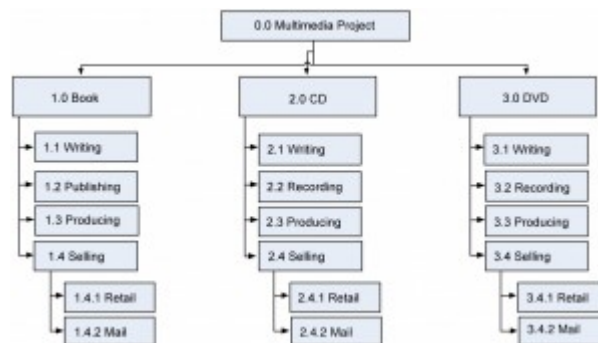 0.0 Multimedia Project
1.0 Book
2.0 CD
3.0 DVD
1.1 Writing
2.1 Writing
3.1 Writing
1.2 Publishing
2.2 Recording
3.2 Recording
1.3 Producing
2.3 Producing
3.3 Producing
1.4 Selling
2.4 Selling
3.4 Selling
1.4.1 Retail
2.4.1 Retail
3.4.1 Retail
1.4.2 Mail
2.4.2 Mail
3.4.2 Mail